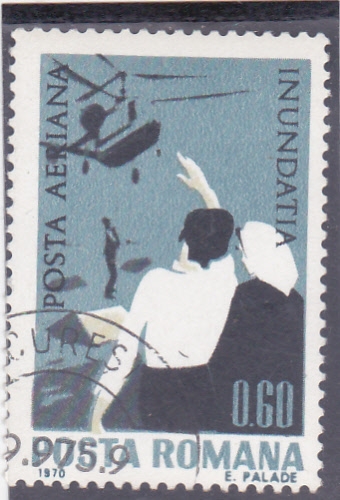 POSTA AERIANA
INUNDATIA
0.60
POSTA ROMANA
1970
E. PALADE